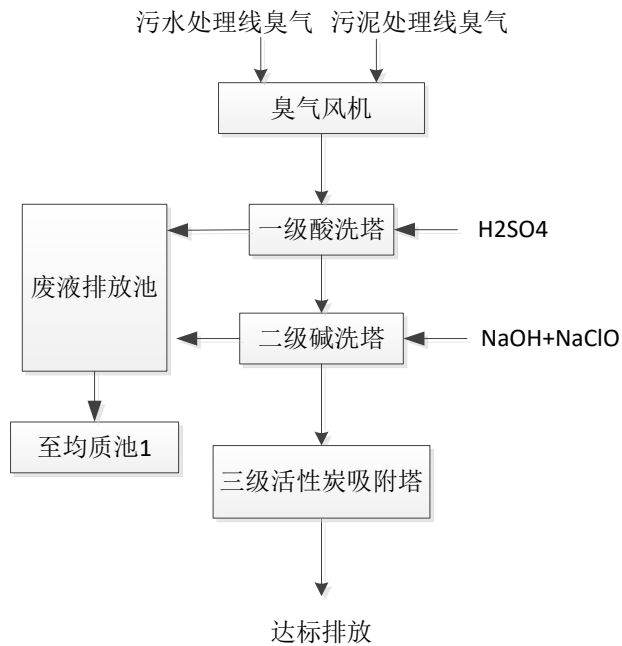 污水处理线臭气 污泥处理线臭气
臭气风机
一级酸洗塔
H2SO4
废液排放池
二级碱洗塔
NaOH+NaClO
至均质池1
三级活性炭吸附塔
达标排放